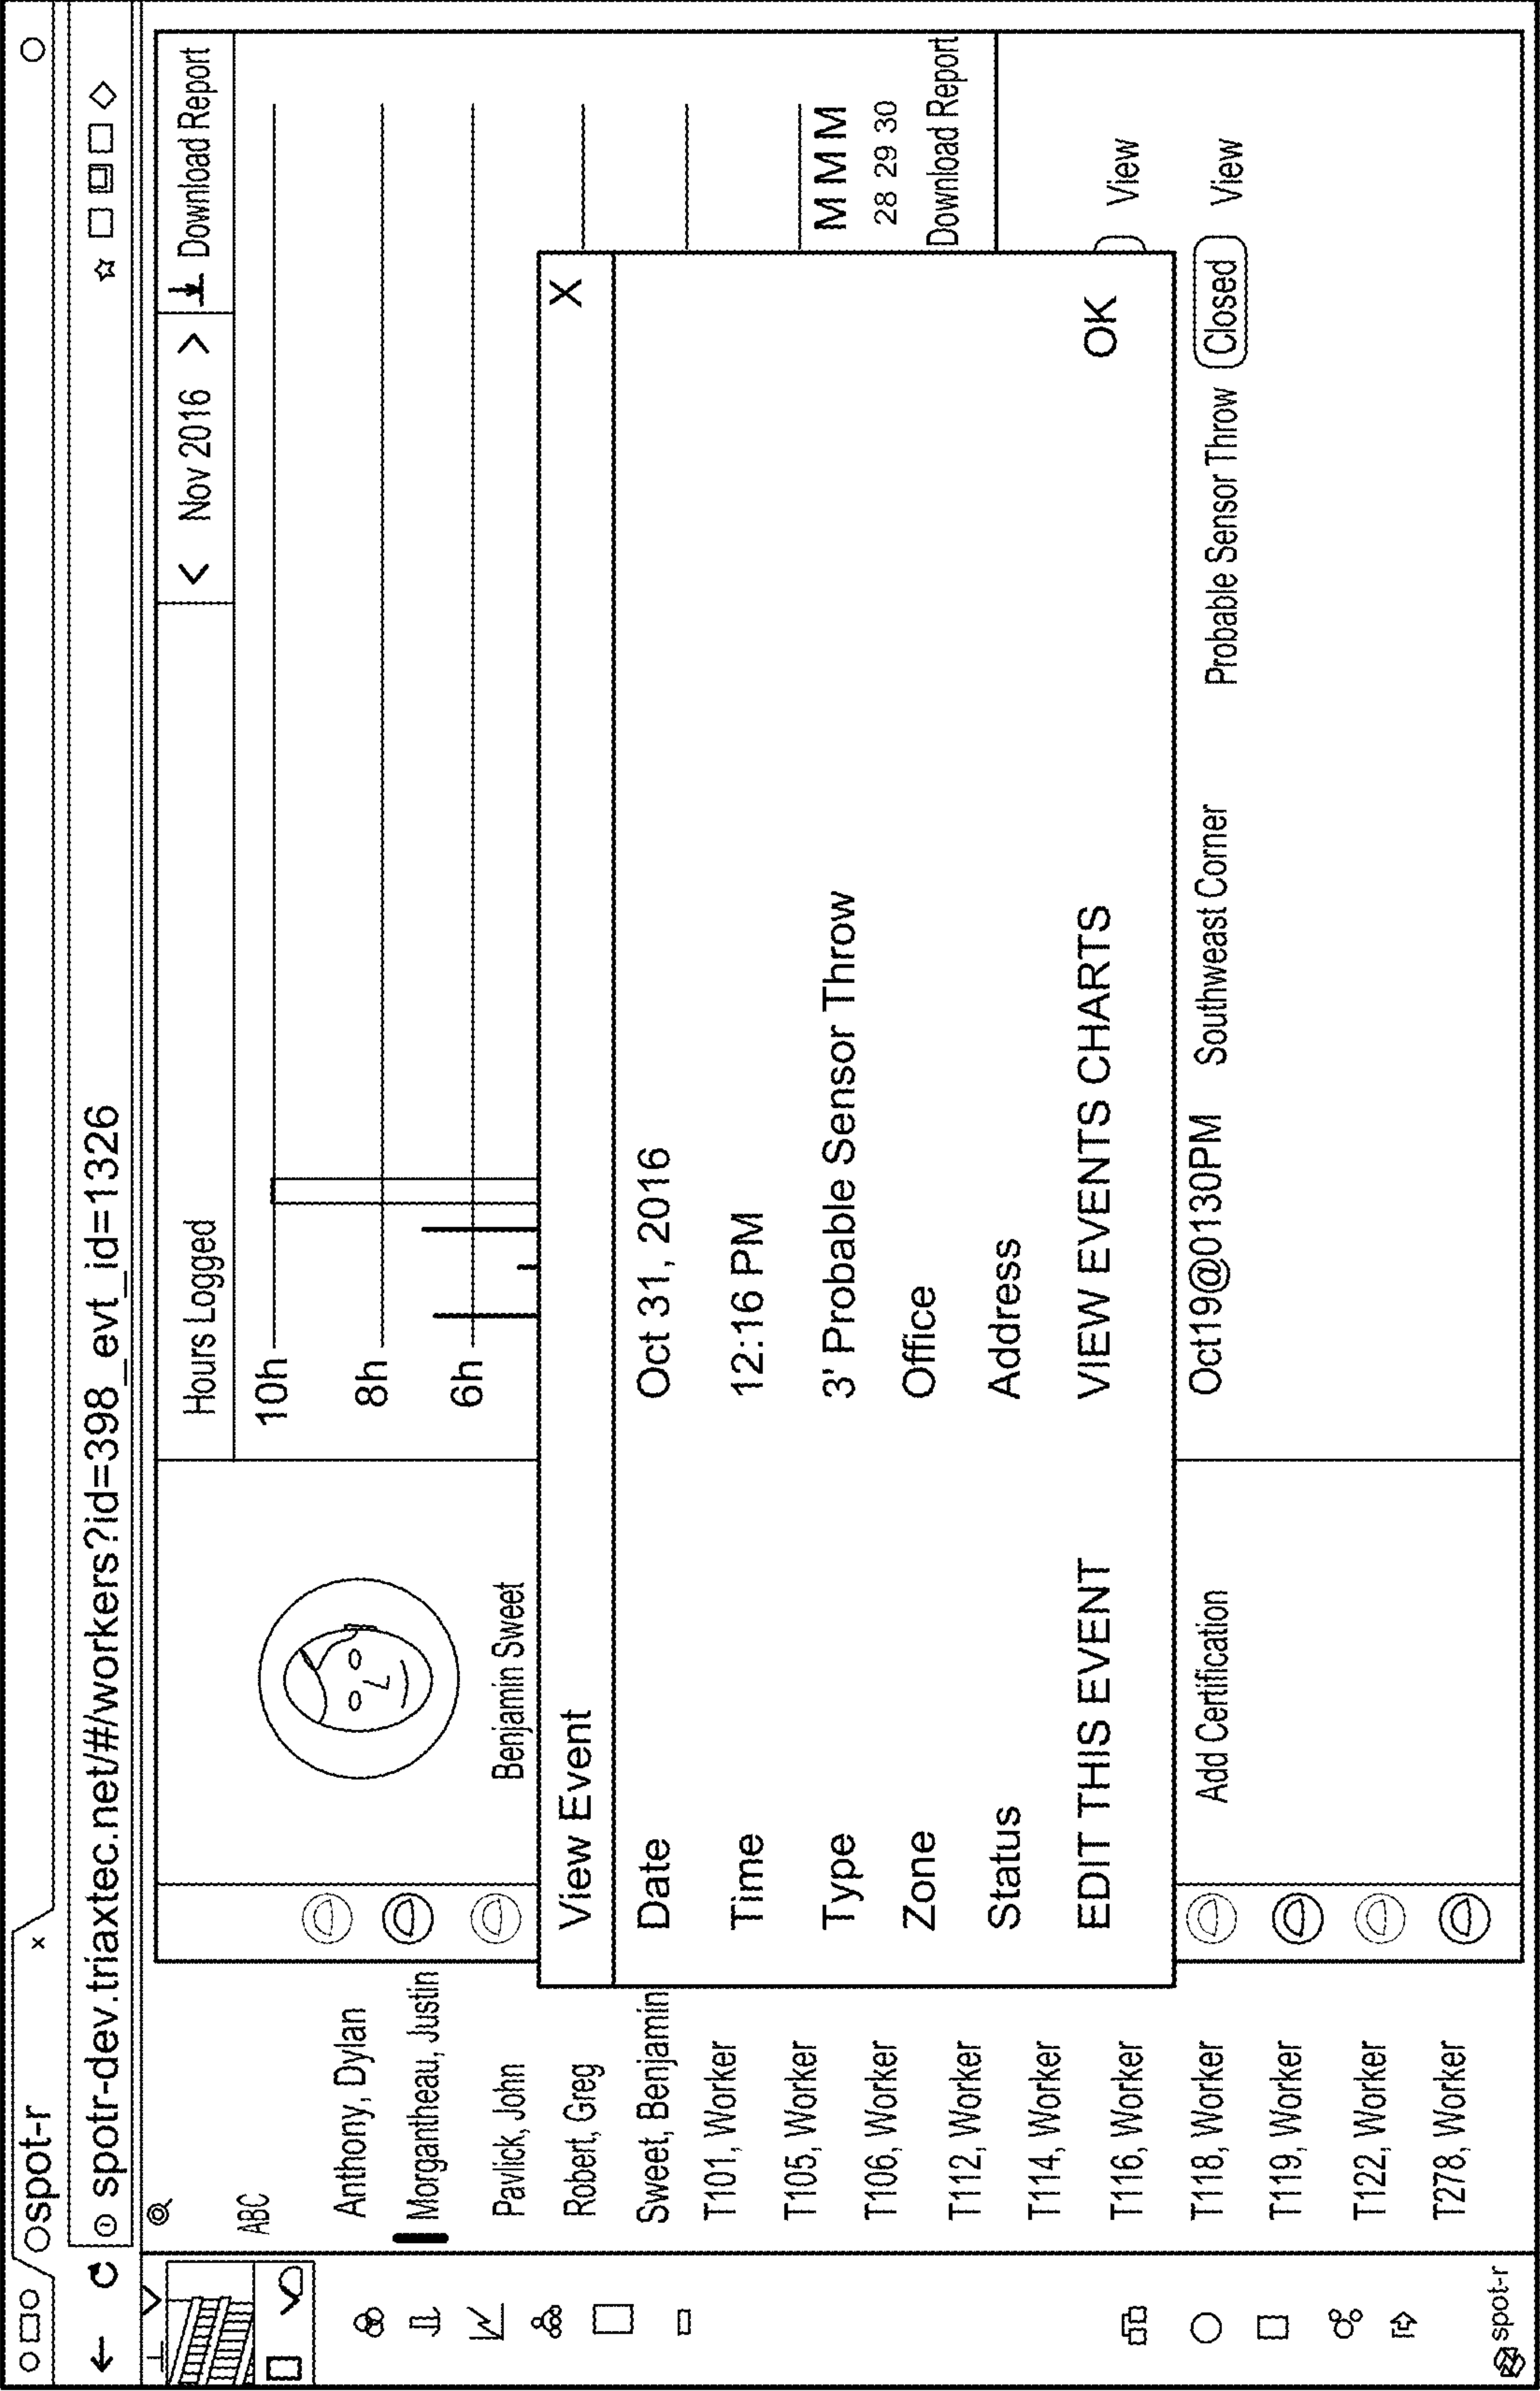 spot-r
spotr-dev.triaxtec.net/#/workers?id=398_evt_id=1326
ABC
Anthony, Dylan
Morgantheau, Justin
Pavlick, John
Robert, Greg
Sweet, Benjamin
T101, Worker
T105, Worker
T106, Worker
T112, Worker
T114, Worker
T116, Worker
T118, Worker
T119, Worker
T122, Worker
T278, Worker
spot-r
Benjamin Sweet
Hours Logged
< Nov 2016 >
Download Report
10h
8h
6h
M M M
28 29 30
Download Report
View Event X
Date Oct 31, 2016
Time 12:16 PM
Type 3' Probable Sensor Throw
Zone Office
Status Address
EDIT THIS EVENT VIEW EVENTS CHARTS OK
View
Add Certification
Oct19@0130PM Southwest Corner Probable Sensor Throw Closed View